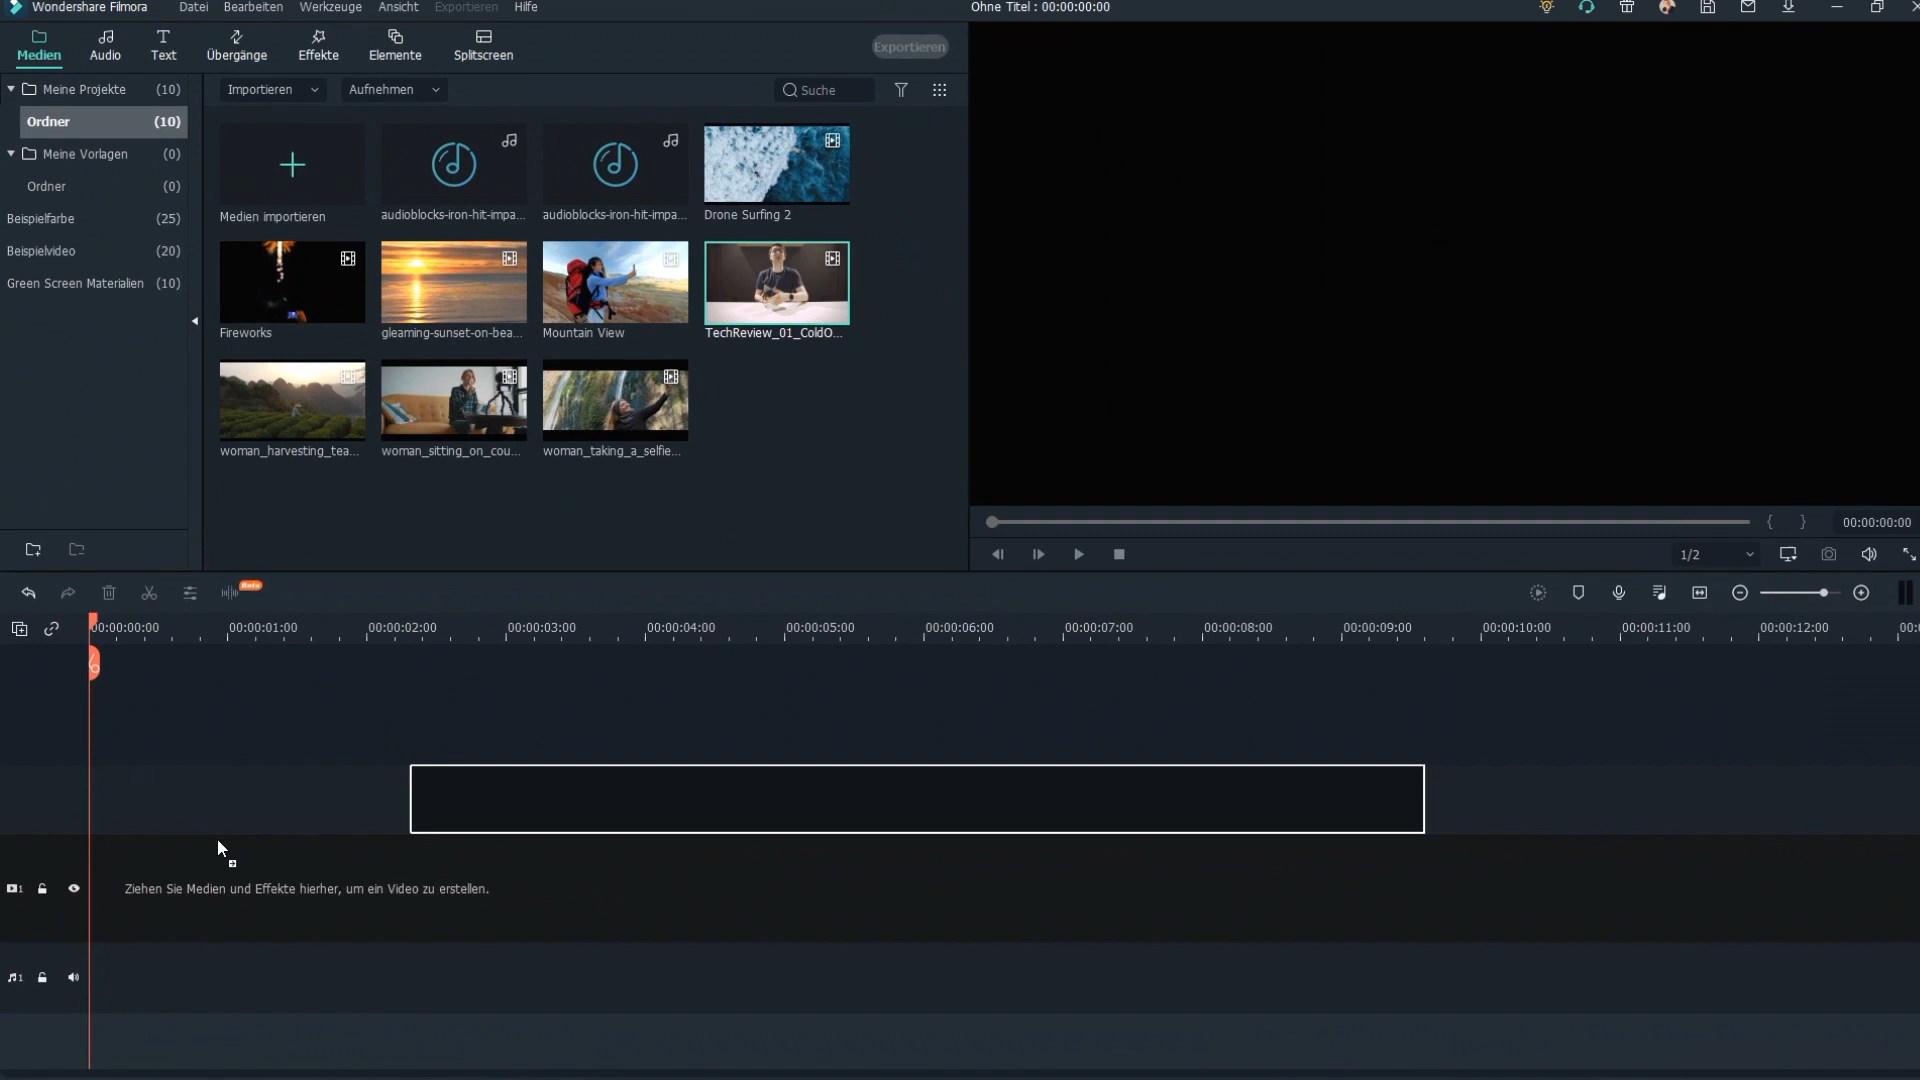 Wondershare Filmora
Datei Bearbeiten Werkzeuge Ansicht Exportieren Hilfe
Ohne Titel : 00:00:00:00
Medien Audio Text Übergänge Effekte Elemente Splitscreen
Exportieren
Meine Projekte (10)
Ordner (10)
Meine Vorlagen (0)
Ordner (0)
Beispielfarbe (25)
Beispielvideo (20)
Green Screen Materialien (10)
Importieren Aufnehmen Suche
Medien importieren audioblocks-iron-hit-impa... audioblocks-iron-hit-impa... Drone Surfing 2
Fireworks gleaming-sunset-on-bea... Mountain View TechReview_01_ColdO...
woman_harvesting_tea... woman_sitting_on_cou... woman_taking_a_selfie...
00:00:00:00
1/2
Beta
00:00:00:00 00:00:01:00 00:00:02:00 00:00:03:00 00:00:04:00 00:00:05:00 00:00:06:00 00:00:07:00 00:00:08:00 00:00:09:00 00:00:10:00 00:00:11:00 00:00:12:00 00:0
1 Ziehen Sie Medien und Effekte hierher, um ein Video zu erstellen.
1